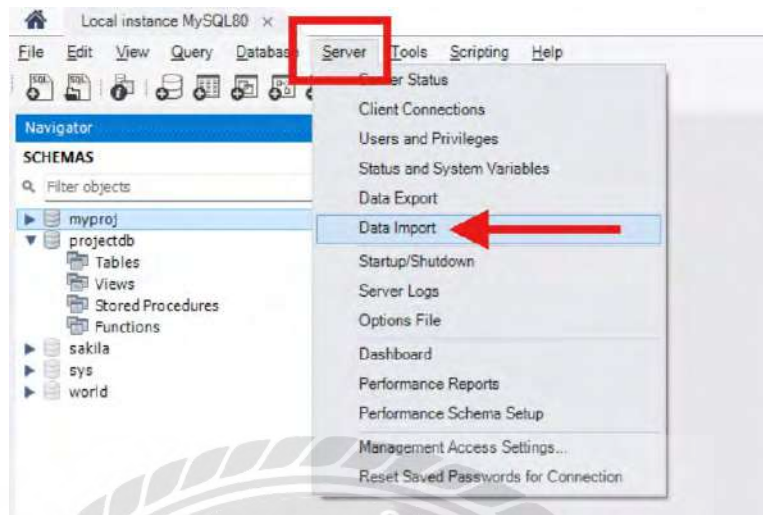 Local instance MySQL80 ×
File Edit View Query Database Server Tools Scripting Help
SQL SQL
Navigator
SCHEMAS
Filter objects
myproj
projectdb
Tables
Views
Stored Procedures
Functions
sakila
sys
world
Server Status
Client Connections
Users and Privileges
Status and System Variables
Data Export
Data Import
Startup/Shutdown
Server Logs
Options File
Dashboard
Performance Reports
Performance Schema Setup
Management Access Settings...
Reset Saved Passwords for Connection